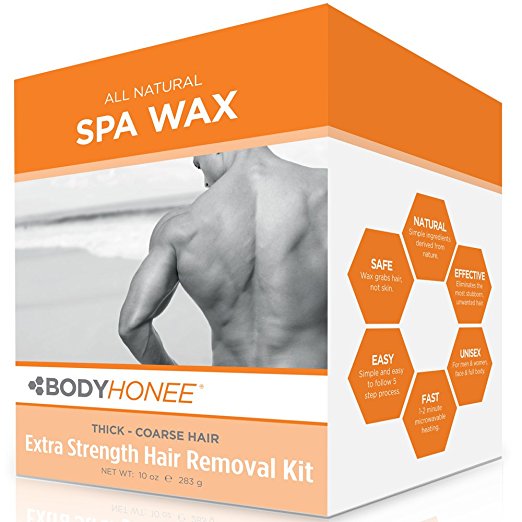 ALL NATURAL
SPA WAX
BODYHONEE®
THICK - COARSE HAIR
Extra Strength Hair Removal Kit
NET WT: 10 oz ℮ 283 g
NATURAL
Simple ingredients
derived from
nature.
SAFE
Wax grabs hair,
not skin.
EFFECTIVE
Eliminates the
most stubborn,
unwanted hair
EASY
Simple and easy
to follow 5
step process.
UNISEX
For men & women,
face & full body.
FAST
1-2 minute
microwavable
heating.